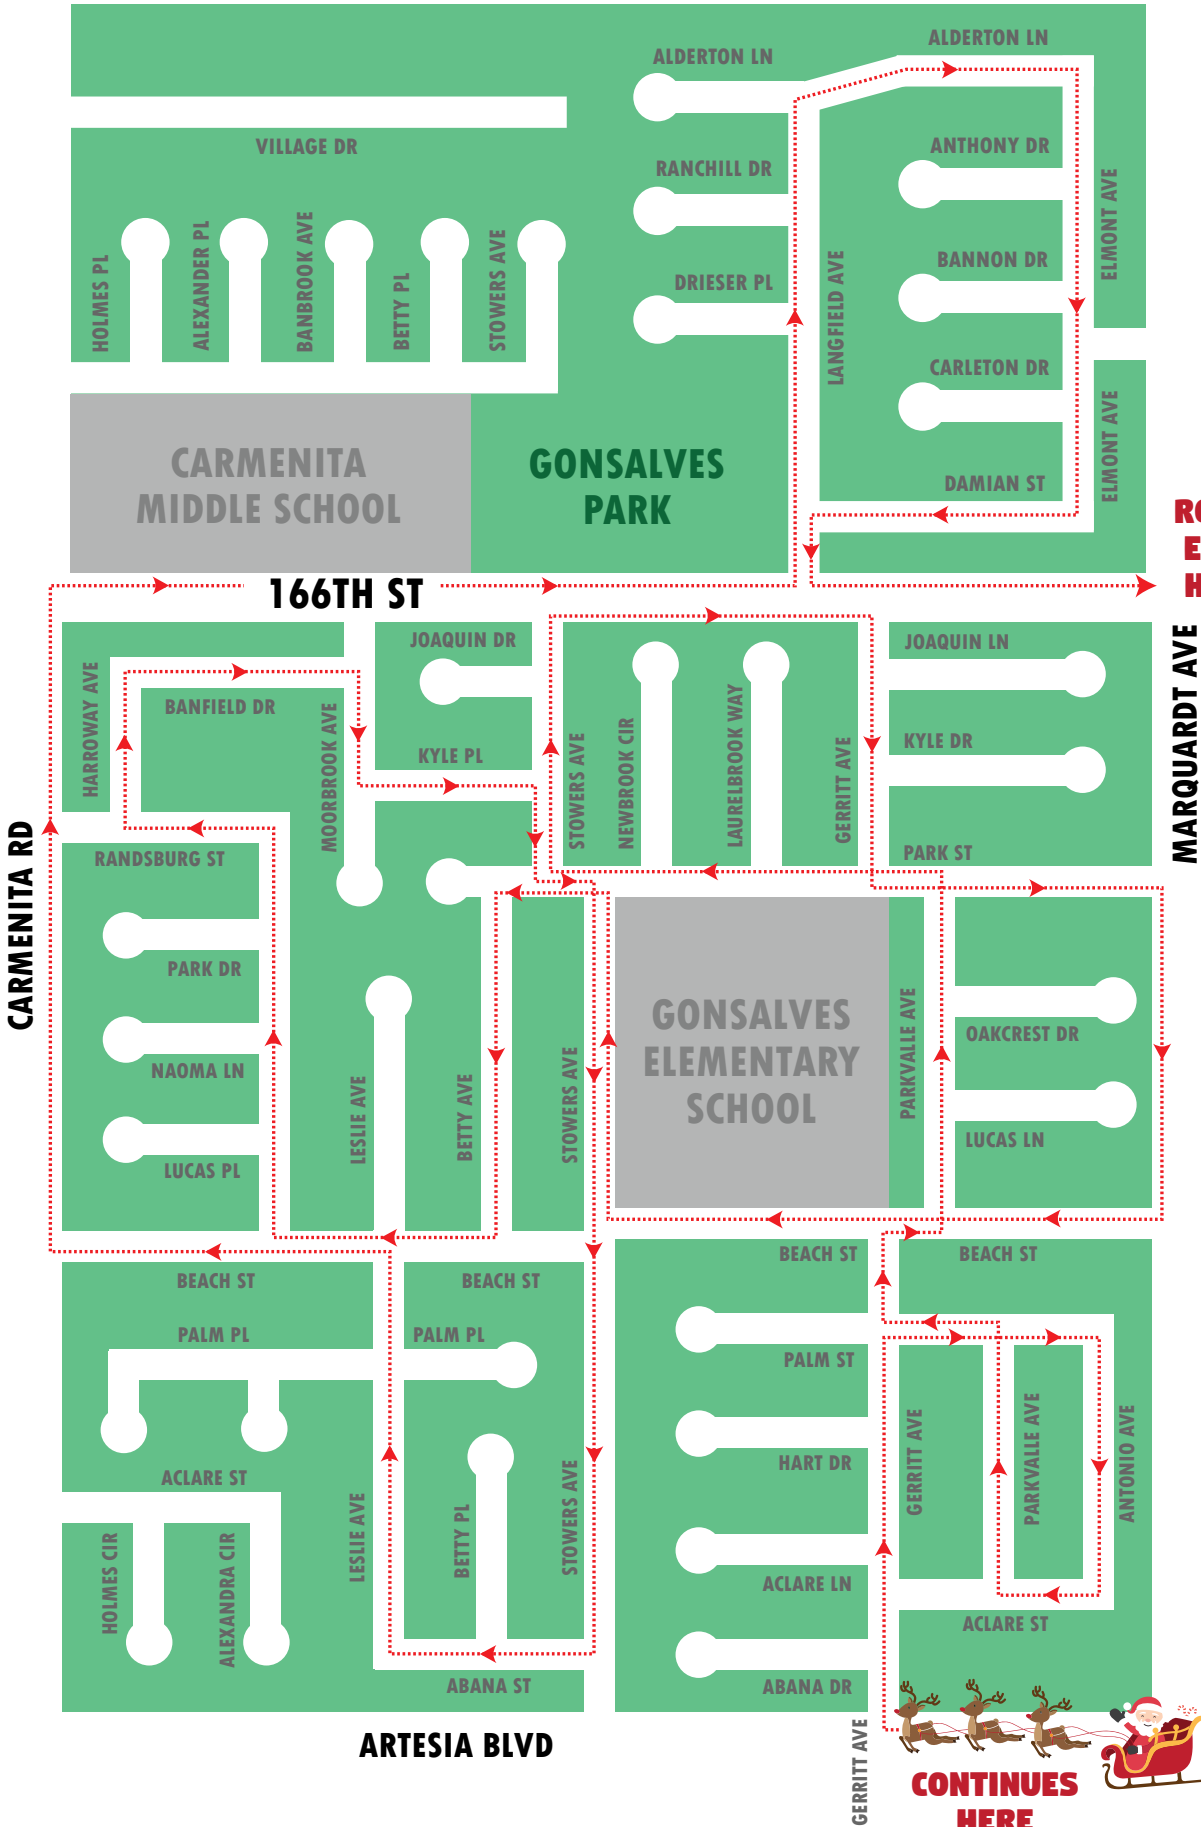 ALDERTON LN
ALDERTON LN
VILLAGE DR
ANTHONY DR
RANCHILL DR
ELMONT AVE
HOLMES PL
ALEXANDER PL
BANBROOK AVE
BETTY PL
STOWERS AVE
DRIESER PL
LANGFIELD AVE
BANNON DR
CARLETON DR
ELMONT AVE
CARMENITA
MIDDLE SCHOOL
GONSALVES
PARK
DAMIAN ST
166TH ST
MARQUARDT AVE
HARROWAY AVE
BANFIELD DR
MOORBROOK AVE
JOAQUIN DR
KYLE PL
STOWERS AVE
NEWBROOK CIR
LAURELBROOK WAY
GERRITT AVE
JOAQUIN LN
KYLE DR
PARK ST
CARMENITA RD
RANDSBURG ST
PARK DR
NAOMA LN
LUCAS PL
LESLIE AVE
BETTY AVE
STOWERS AVE
GONSALVES
ELEMENTARY
SCHOOL
PARKVALLE AVE
OAKCREST DR
LUCAS LN
BEACH ST
BEACH ST
BEACH ST
BEACH ST
PALM PL
PALM PL
PALM ST
HART DR
ACLARE ST
HOLMES CIR
ALEXANDRA CIR
LESLIE AVE
BETTY PL
STOWERS AVE
GERRITT AVE
PARKVALLE AVE
ANTONIO AVE
ACLARE LN
ACLARE ST
ABANA ST
ABANA DR
ARTESIA BLVD
GERRITT AVE
CONTINUES
HERE